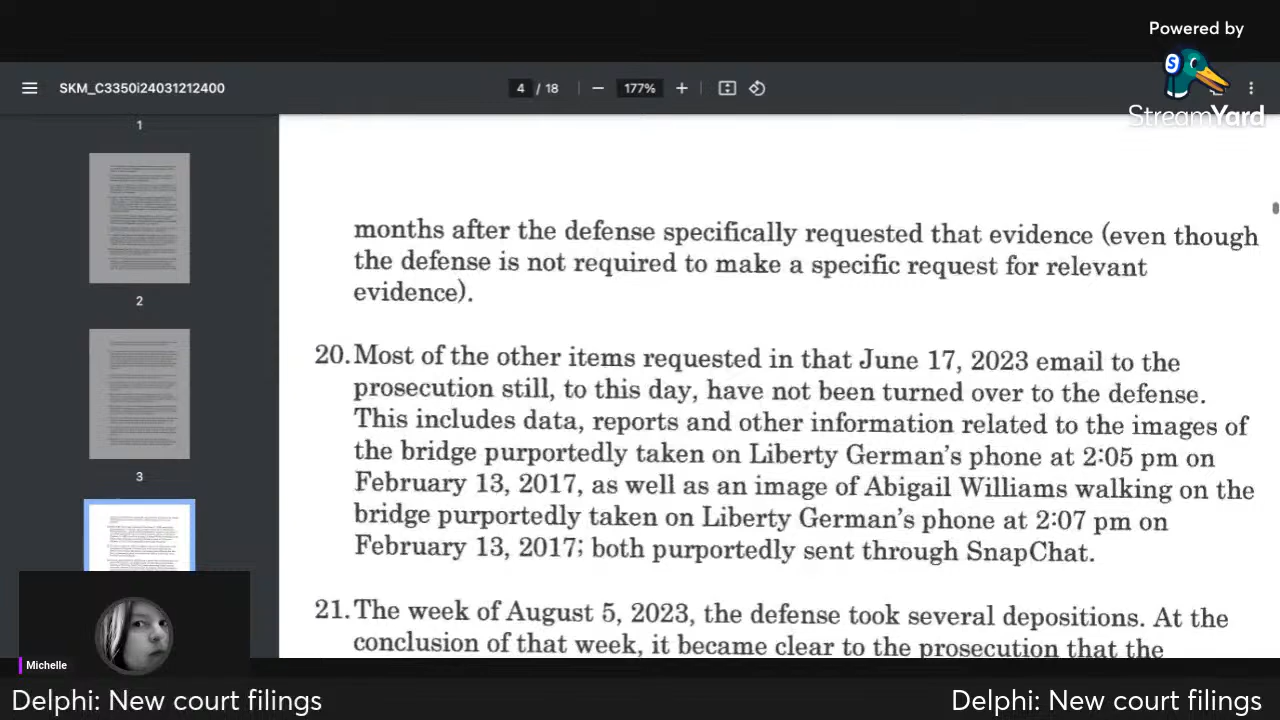 Powered by
StreamYard
SKM_C3350i24031212400
4 / 18
177%
1
2
3
months after the defense specifically requested that evidence (even though
the defense is not required to make a specific request for relevant
evidence).
20. Most of the other items requested in that June 17, 2023 email to the
prosecution still, to this day, have not been turned over to the defense.
This includes data, reports and other information related to the images of
the bridge purportedly taken on Liberty German's phone at 2:05 pm on
February 13, 2017, as well as an image of Abigail Williams walking on the
bridge purportedly taken on Liberty German's phone at 2:07 pm on
February 13, 2017; both purportedly sent through SnapChat.
21. The week of August 5, 2023, the defense took several depositions. At the
conclusion of that week, it became clear to the prosecution that the
Michelle
Delphi: New court filings
Delphi: New court filings